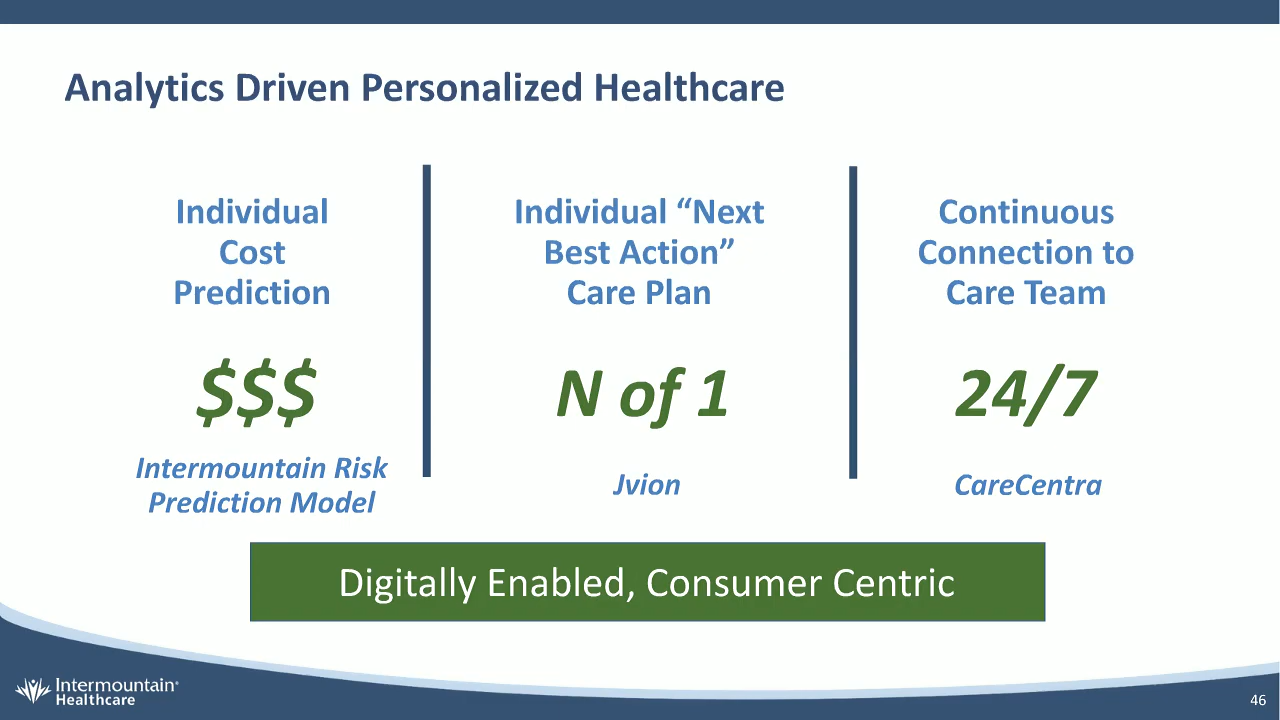 Analytics Driven Personalized Healthcare
Individual
Cost
Prediction
$$$
Intermountain Risk
Prediction Model
Individual “Next
Best Action”
Care Plan
N of 1
Jvion
Continuous
Connection to
Care Team
24/7
CareCentra
Digitally Enabled, Consumer Centric
Intermountain®
Healthcare
46